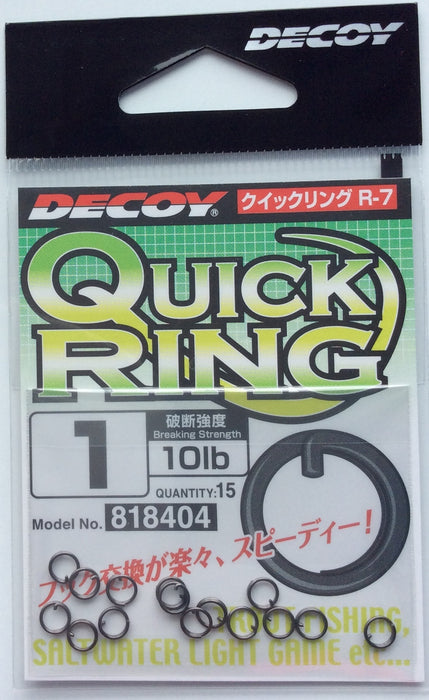 DECOY
DECOY® クイックリング R-7
QUICK
RING
1
破断強度
Breaking Strength
10lb
QUANTITY:15
Model No. 818404
フック交換が楽々、スピーディー!
TROUT FISHING,
SALTWATER LIGHT GAME etc...